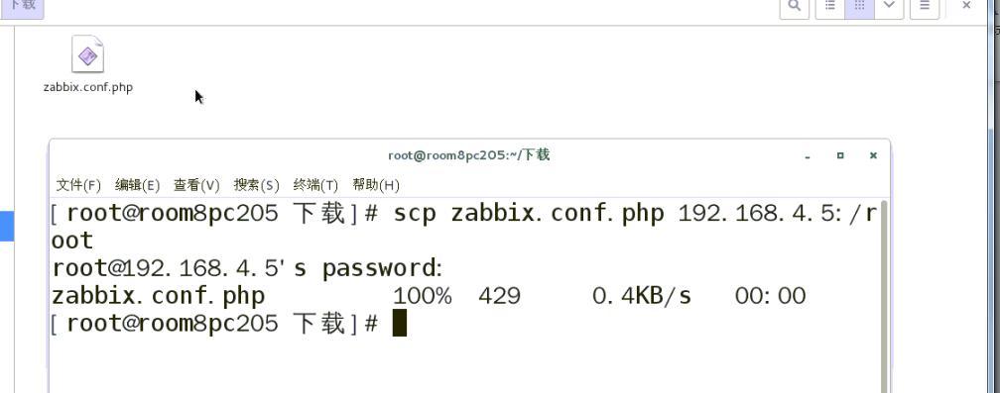 下载
zabbix.conf.php
root@room8pc205:~/下载
文件(F) 编辑(E) 查看(V) 搜索(S) 终端(T) 帮助(H)
[root@room8pc205 下载]# scp zabbix.conf.php 192.168.4.5:/r
oot
root@192.168.4.5's password:
zabbix.conf.php 100% 429 0.4KB/s 00:00
[root@room8pc205 下载]#